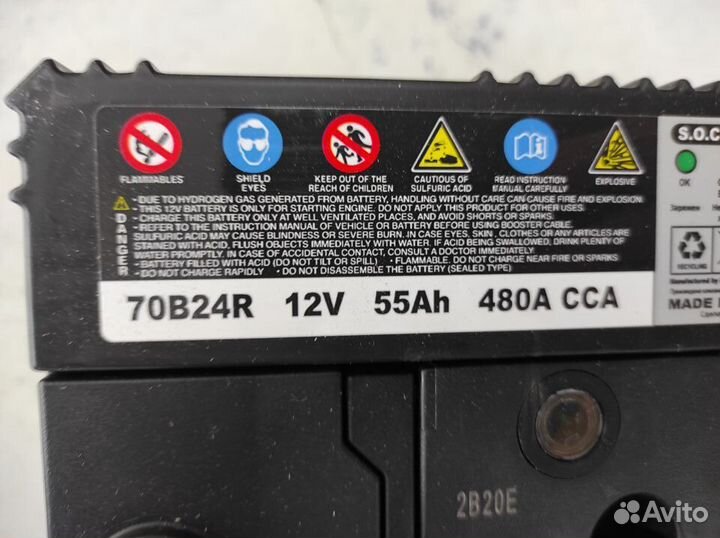 FLAMMABLES
SHIELD
EYES
KEEP OUT OF THE
REACH OF CHILDREN
CAUTIOUS OF
SULFURIC ACID
READ INSTRUCTION
MANUAL CAREFULLY
EXPLOSIVE
DANGER
- DUE TO HYDROGEN GAS GENERATED FROM BATTERY, HANDLING WITHOUT CARE CAN CAUSE FIRE AND EXPLOSION
- THIS 12V BATTERY IS ONLY FOR STARTING ENGINE. DO NOT APPLY THIS PRODUCT FOR OTHER USES.
- CHARGE THIS BATTERY ONLY AT WELL VENTILATED PLACES, AND AVOID SHORTS OR SPARKS.
- REFER TO THE INSTRUCTION MANUAL OF VEHICLE OR BATTERY BEFORE USING BOOSTER CABLE.
SULFURIC ACID MAY CAUSE BLINDNESS OR SEVERE BURN. IN CASE EYES, SKIN, CLOTHES OR ANY ARTICLES ARE
STAINED WITH ACID, FLUSH OBJECTS IMMEDIATELY WITH WATER. IF ACID BEING SWALLOWED, DRINK PLENTY OF
WATER PROMPTLY. IN CASE OF ACCIDENTAL CONTACT, CONSULT A DOCTOR IMMEDIATELY
- BATTERY FILLED WITH ACID (DO NOT TILT OR SPILL) - FLAMMABLE. DO NOT CHARGE NEAR FIRE OR SPARKS
- DO NOT CHARGE RAPIDLY - DO NOT DISASSEMBLE THE BATTERY (SEALED TYPE)
70B24R 12V 55Ah 480A CCA
S.O.C
OK
Заряжен
RECYCLING
Manufactured by
MADE
2B20E
Avito